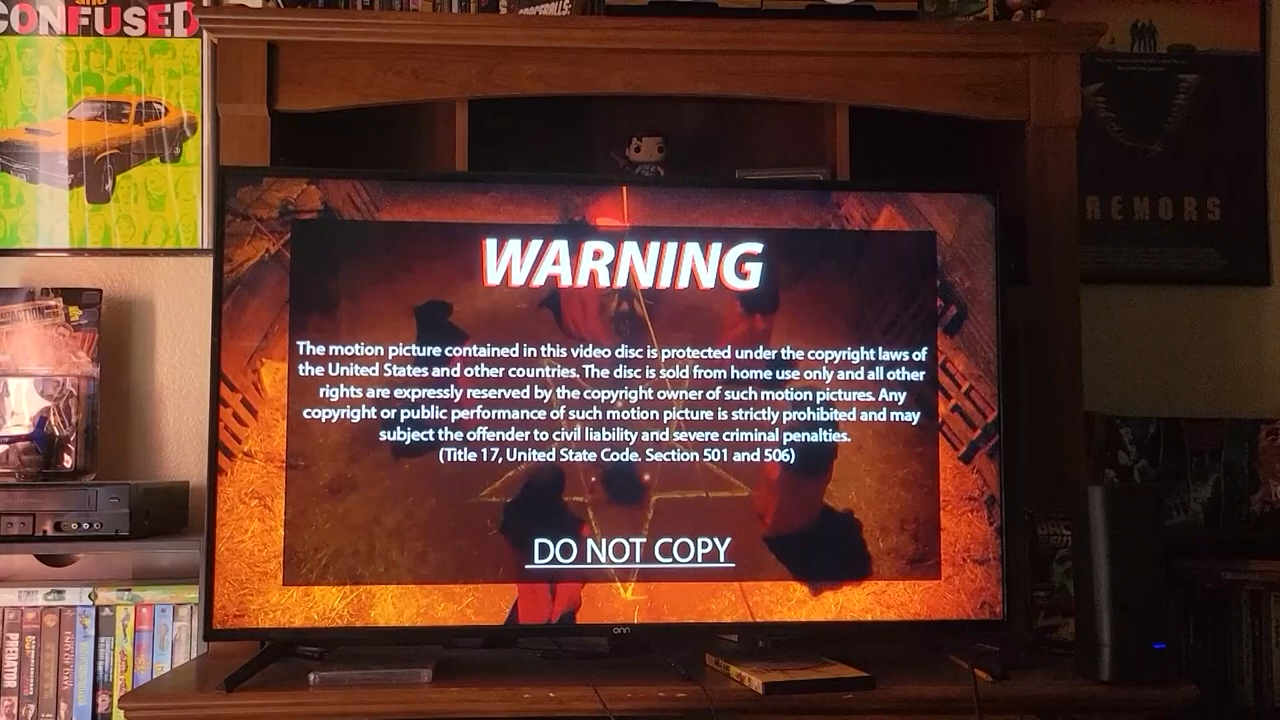 and
CONFUSED
SPACEBALLS:
REMORS
ACTION
WARNING
The motion picture contained in this video disc is protected under the copyright laws of
the United States and other countries. The disc is sold from home use only and all other
rights are expressly reserved by the copyright owner of such motion pictures. Any
copyright or public performance of such motion picture is strictly prohibited and may
subject the offender to civil liability and severe criminal penalties.
(Title 17, United State Code. Section 501 and 506)
DO NOT COPY
onn
PREDATOR
BACK